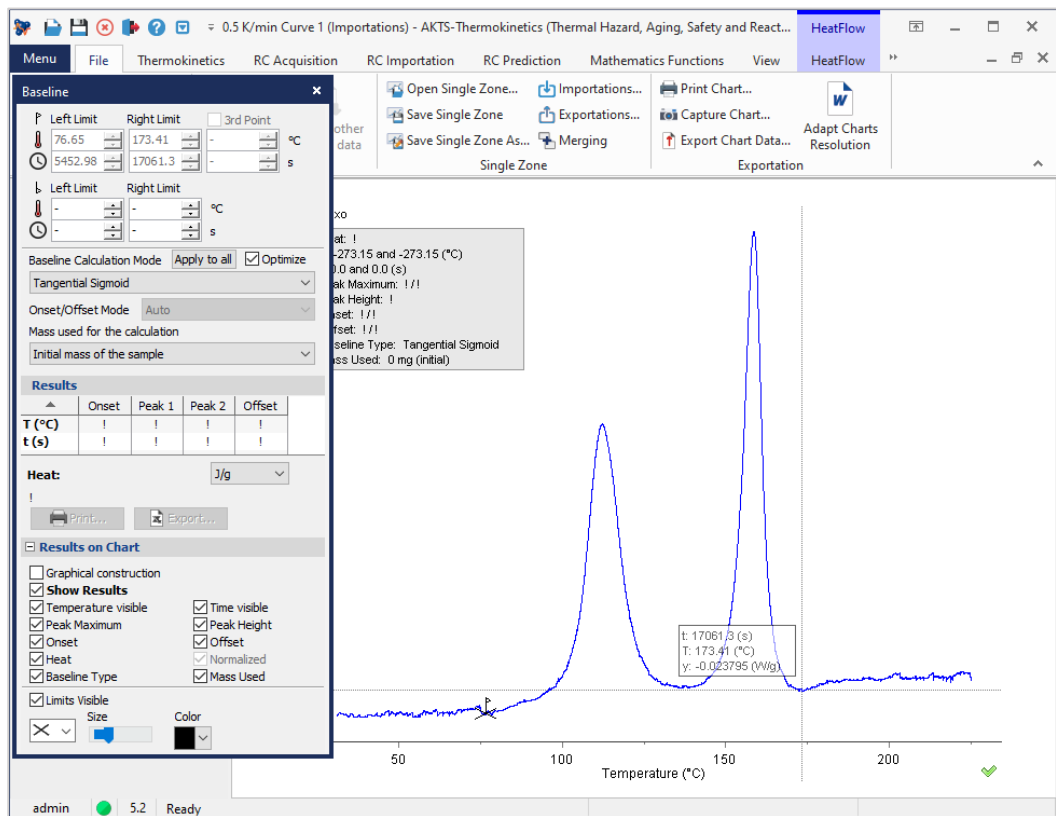 0.5 K/min Curve 1 (Importations) - AKTS-Thermokinetics (Thermal Hazard, Aging, Safety and React...
HeatFlow
Menu File Thermokinetics RC Acquisition RC Importation RC Prediction Mathematics Functions View HeatFlow
Baseline
Left Limit Right Limit 3rd Point
76.65 173.41 - °C
5452.98 17061.3 - s
Left Limit Right Limit
- - °C
- - s
Baseline Calculation Mode Apply to all Optimize
Tangential Sigmoid
Onset/Offset Mode Auto
Mass used for the calculation
Initial mass of the sample
Results
Onset Peak 1 Peak 2 Offset
T (°C) ! ! ! !
t (s) ! ! ! !
Heat: J/g
!
Print... Export...
Results on Chart
Graphical construction
Show Results
Temperature visible Time visible
Peak Maximum Peak Height
Onset Offset
Heat Normalized
Baseline Type Mass Used
Limits Visible
Size Color
other
data
Open Single Zone... Importations...
Save Single Zone Exportations...
Save Single Zone As... Merging
Single Zone
Print Chart...
Capture Chart...
Export Chart Data...
Adapt Charts
Resolution
Exportation
xo
at: !
-273.15 and -273.15 (°C)
0.0 and 0.0 (s)
ak Maximum: ! / !
ak Height: !
set: ! / !
fset: ! / !
seline Type: Tangential Sigmoid
ss Used: 0 mg (initial)
t: 17061.3 (s)
T: 173.41 (°C)
y: -0.023795 (W/g)
50 100 150 200
Temperature (°C)
admin 5.2 Ready